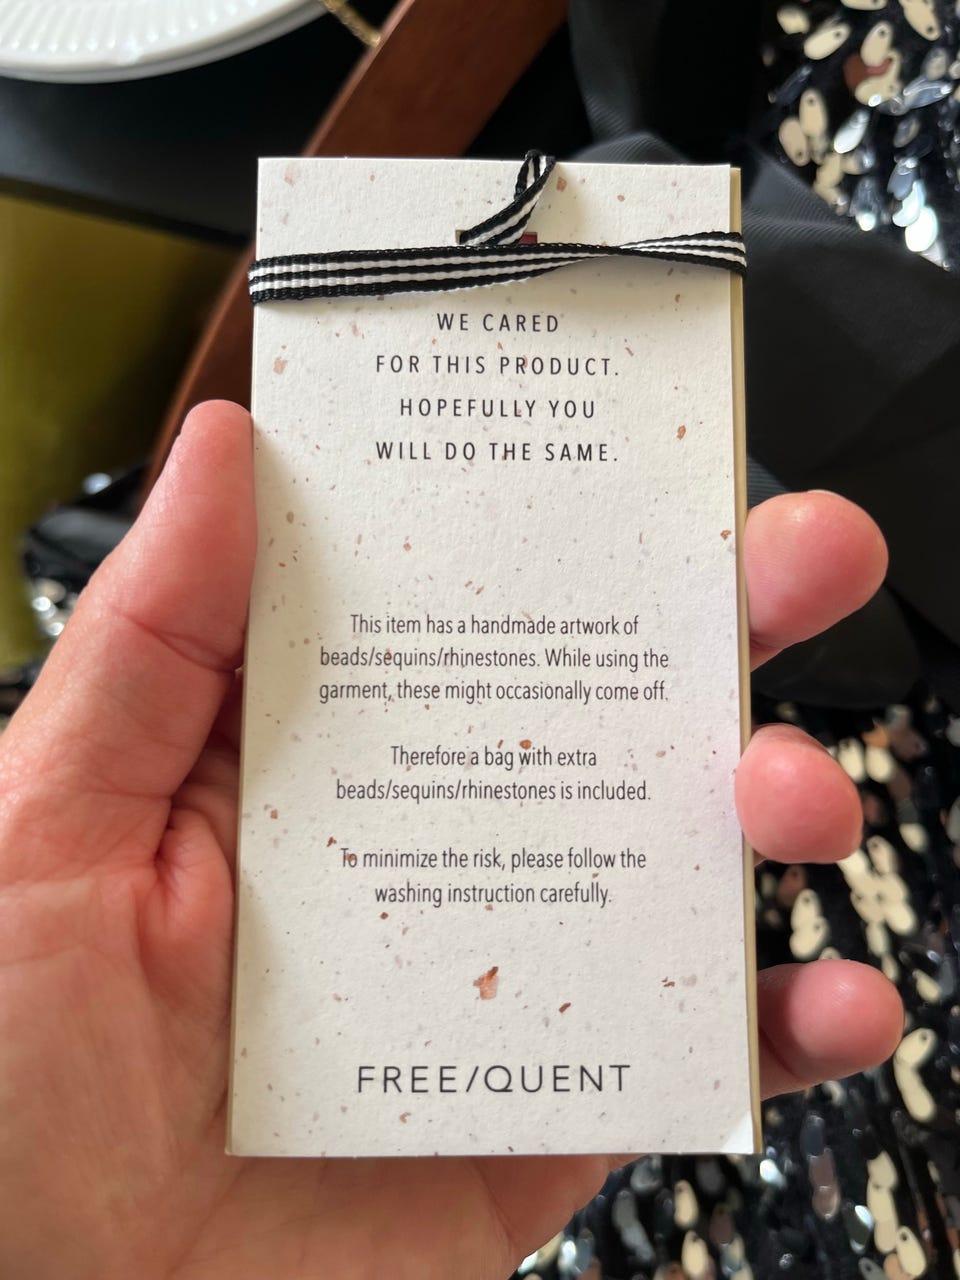 WE CARED
FOR THIS PRODUCT.
HOPEFULLY YOU
WILL DO THE SAME.
This item has a handmade artwork of
beads/sequins/rhinestones. While using the
garment, these might occasionally come off.
Therefore a bag with extra
beads/sequins/rhinestones is included.
To minimize the risk, please follow the
washing instruction carefully.
FREE/QUENT